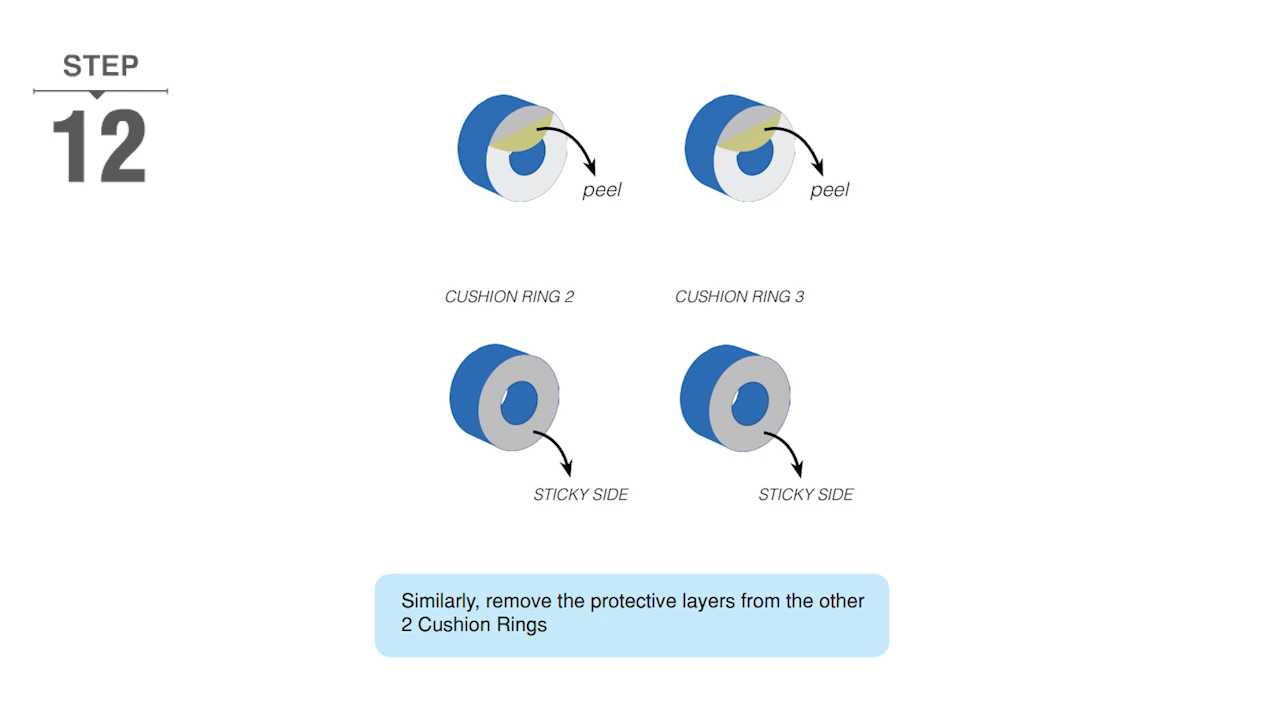 STEP
12
peel
peel
CUSHION RING 2
CUSHION RING 3
STICKY SIDE
STICKY SIDE
Similarly, remove the protective layers from the other
2 Cushion Rings